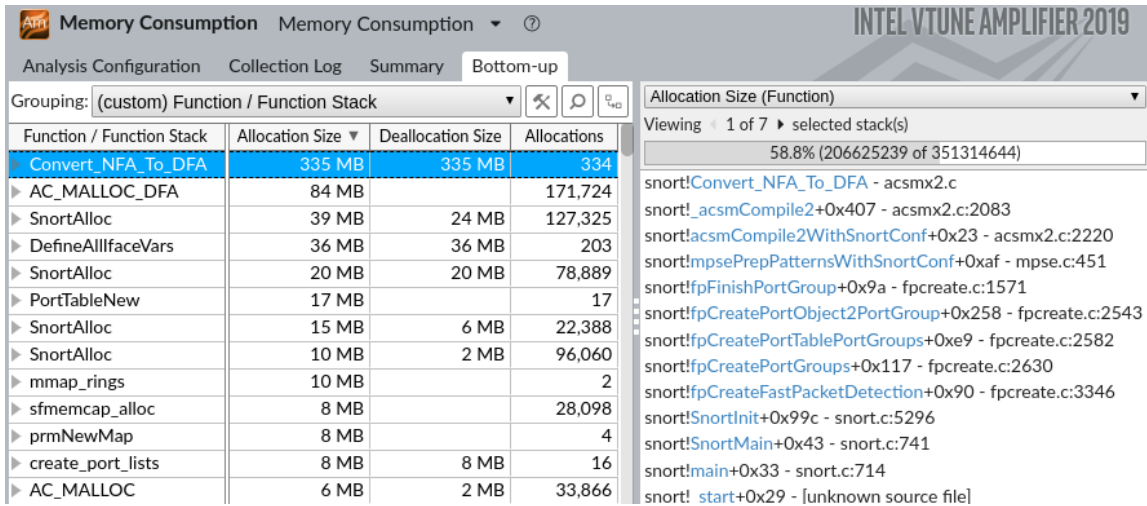 Am Memory Consumption Memory Consumption ▾ ?
INTEL VTUNE AMPLIFIER 2019
Analysis Configuration Collection Log Summary Bottom-up
Grouping: (custom) Function / Function Stack
Function / Function Stack Allocation Size ▼ Deallocation Size Allocations
Convert_NFA_To_DFA 335 MB 335 MB 334
AC_MALLOC_DFA 84 MB 171,724
SnortAlloc 39 MB 24 MB 127,325
DefineAllIfaceVars 36 MB 36 MB 203
SnortAlloc 20 MB 20 MB 78,889
PortTableNew 17 MB 17
SnortAlloc 15 MB 6 MB 22,388
SnortAlloc 10 MB 2 MB 96,060
mmap_rings 10 MB 2
sfmemcap_alloc 8 MB 28,098
prmNewMap 8 MB 4
create_port_lists 8 MB 8 MB 16
AC_MALLOC 6 MB 2 MB 33,866
Allocation Size (Function)
Viewing 1 of 7 selected stack(s)
58.8% (206625239 of 351314644)
snort!Convert_NFA_To_DFA - acsmx2.c
snort!_acsmCompile2+0x407 - acsmx2.c:2083
snort!acsmCompile2WithSnortConf+0x23 - acsmx2.c:2220
snort!mpsePrepPatternsWithSnortConf+0xaf - mpse.c:451
snort!fpFinishPortGroup+0x9a - fpcreate.c:1571
snort!fpCreatePortObject2PortGroup+0x258 - fpcreate.c:2543
snort!fpCreatePortTablePortGroups+0xe9 - fpcreate.c:2582
snort!fpCreatePortGroups+0x117 - fpcreate.c:2630
snort!fpCreateFastPacketDetection+0x90 - fpcreate.c:3346
snort!SnortInit+0x99c - snort.c:5296
snort!SnortMain+0x43 - snort.c:741
snort!main+0x33 - snort.c:714
snort!_start+0x29 - [unknown source file]